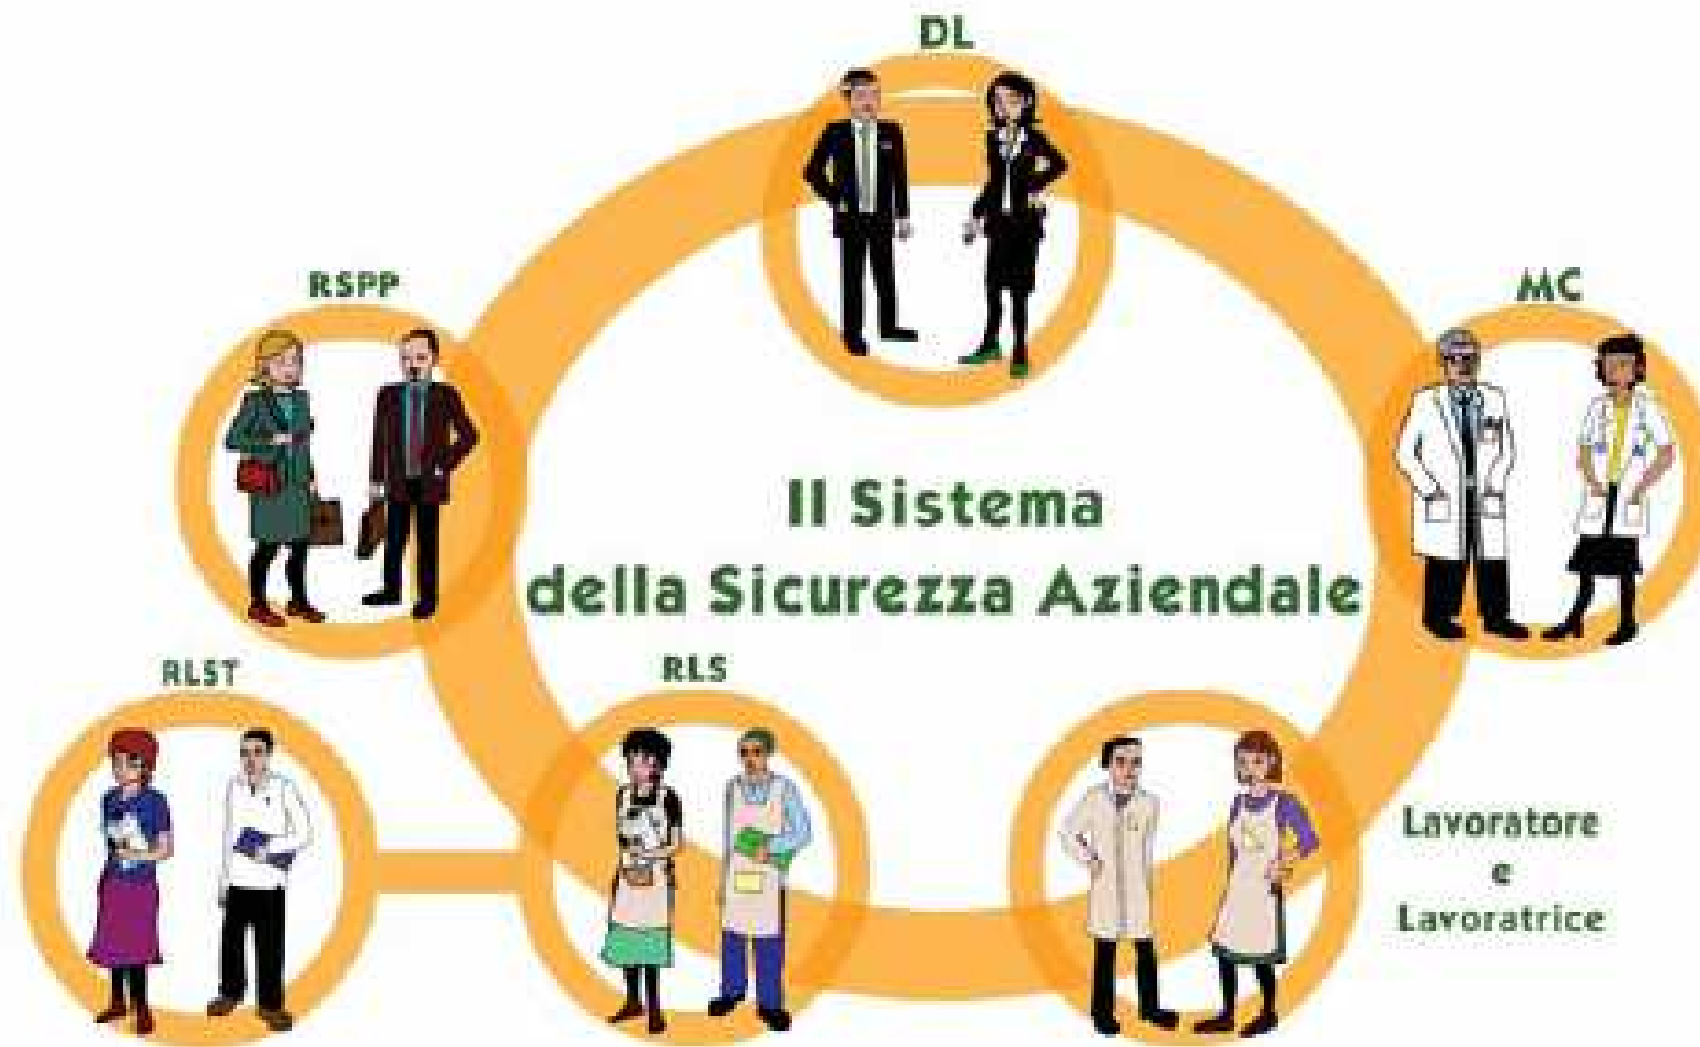 DL
RSPP
MC
Il Sistema
della Sicurezza Aziendale
RLST
RLS
Lavoratore
e
Lavoratrice